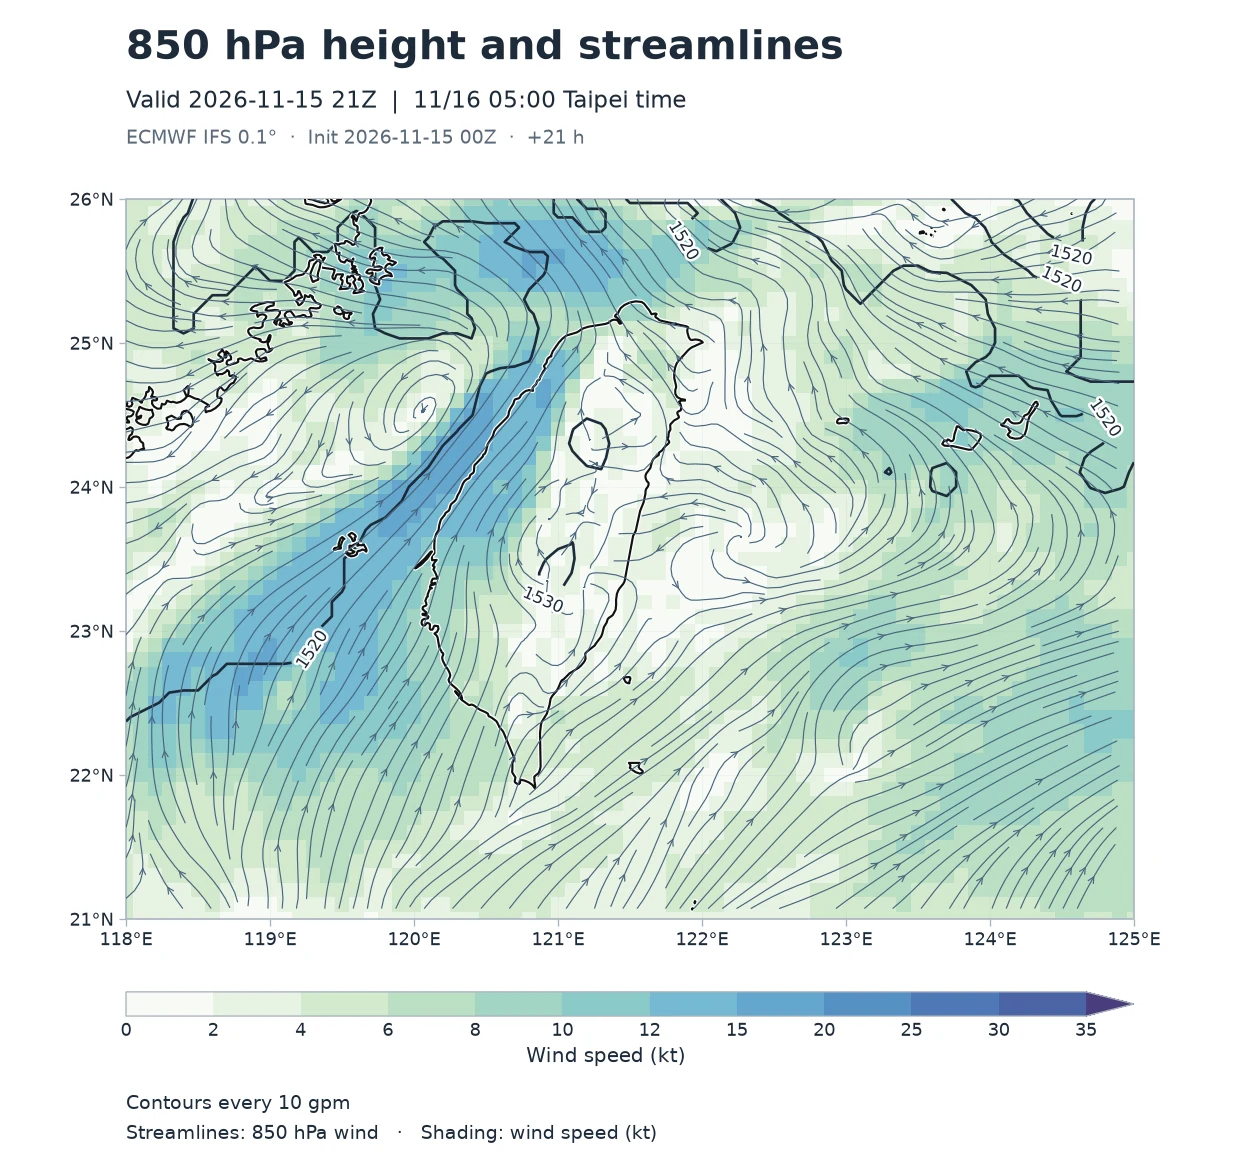 850 hPa height and streamlines
Valid 2026-11-15 21Z | 11/16 05:00 Taipei time
ECMWF IFS 0.1° · Init 2026-11-15 00Z · +21 h
26°N
1520
1520
1520
25°N
1520
24°N
1530
23°N
1520
22°N
21°N
118°E 119°E 120°E 121°E 122°E 123°E 124°E 125°E
0 2 4 6 8 10 12 15 20 25 30 35
Wind speed (kt)
Contours every 10 gpm
Streamlines: 850 hPa wind · Shading: wind speed (kt)